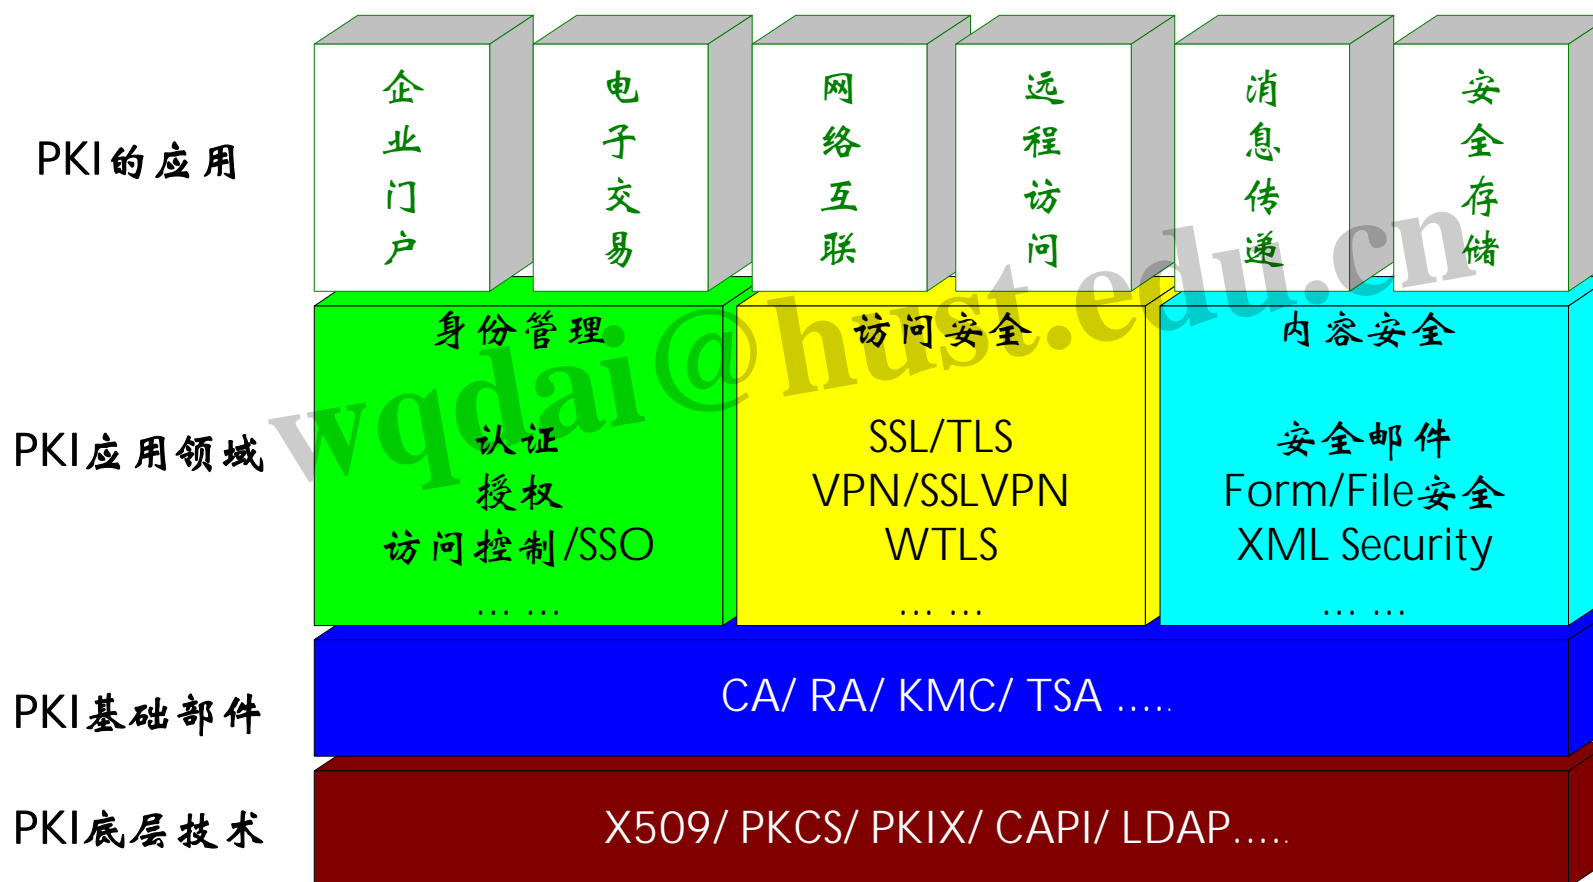 PKI的应用
企业门户
电子交易
网络互联
远程访问
消息传递
安全存储
PKI应用领域
身份管理
认证
授权
访问控制/SSO
... ...
访问安全
SSL/TLS
VPN/SSLVPN
WTLS
... ...
内容安全
安全邮件
Form/File安全
XML Security
... ...
PKI基础部件
CA/ RA/ KMC/ TSA .....
PKI底层技术
X509/ PKCS/ PKIX/ CAPI/ LDAP.....
wqdai@hust.edu.cn